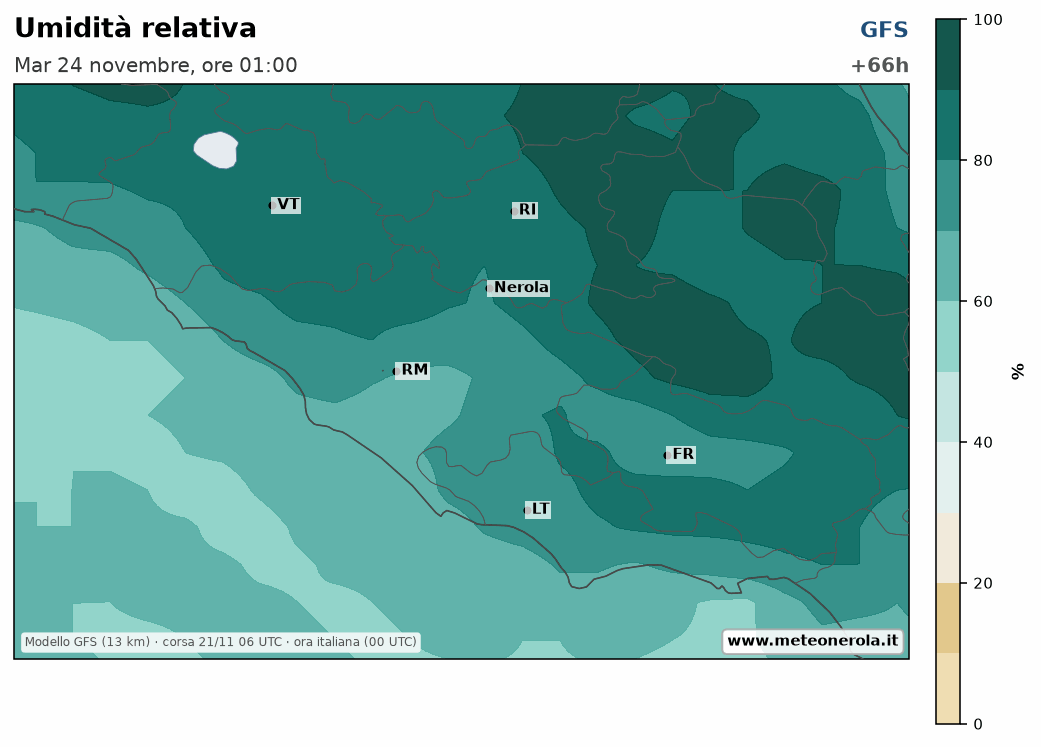 Umidità relativa
GFS
Mar 24 novembre, ore 01:00
+66h
100
80
60
40
20
0
%
VT
RI
Nerola
RM
FR
LT
Modello GFS (13 km) · corsa 21/11 06 UTC · ora italiana (00 UTC)
www.meteonerola.it